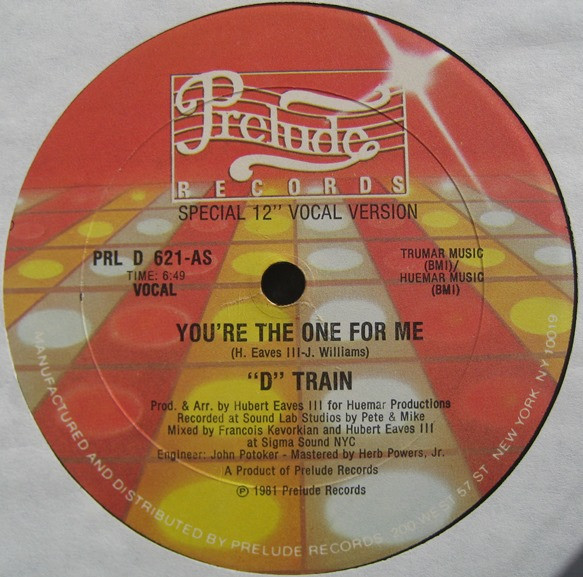 Prelude
RECORDS
SPECIAL 12" VOCAL VERSION
PRL D 621-AS
TIME: 6:49
VOCAL
TRUMAR MUSIC
(BMI)/
HUEMAR MUSIC
(BMI)
YOU'RE THE ONE FOR ME
(H. Eaves III-J. Williams)
"D" TRAIN
Prod. & Arr. by Hubert Eaves III for Huemar Productions
Recorded at Sound Lab Studios by Pete & Mike
Mixed by Francois Kevorkian and Hubert Eaves III
at Sigma Sound NYC
Engineer: John Potoker - Mastered by Herb Powers, Jr.
A Product of Prelude Records
℗ 1981 Prelude Records
MANUFACTURED AND DISTRIBUTED BY PRELUDE RECORDS 200 WEST 57 ST NEW YORK NY 10019